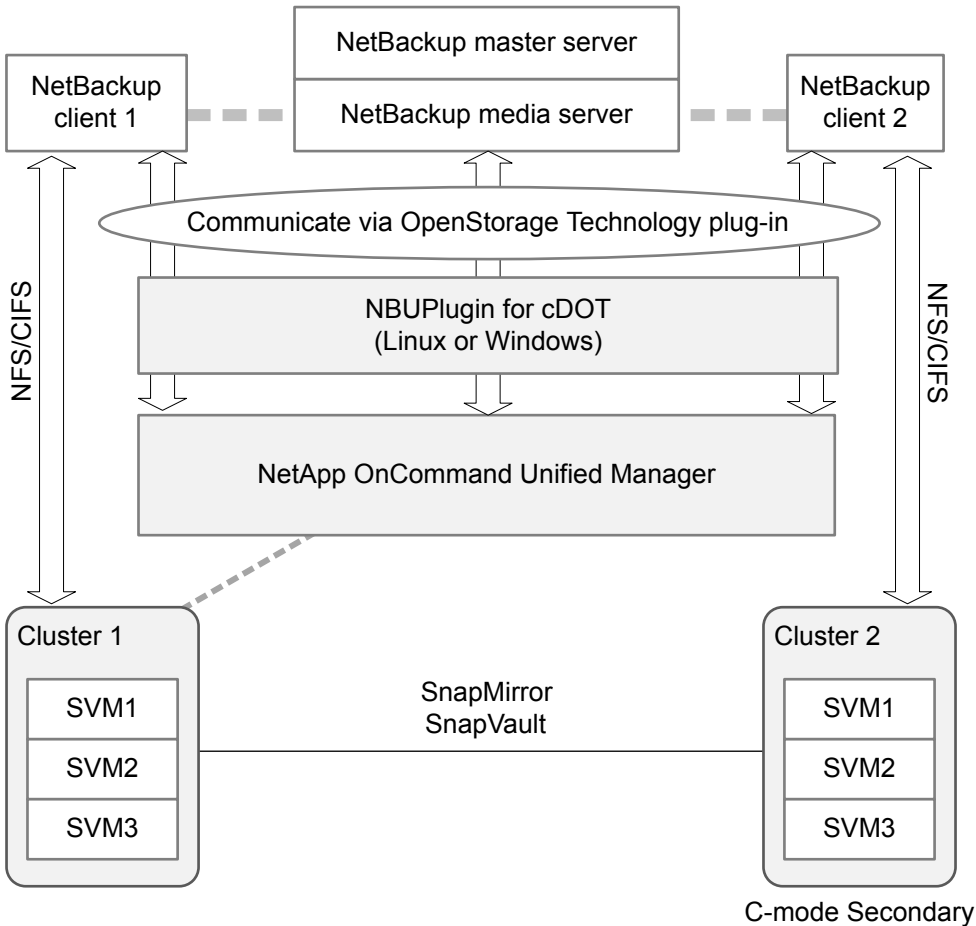 NetBackup master server
NetBackup
client 1
NetBackup media server
NetBackup
client 2
Communicate via OpenStorage Technology plug-in
NFS/CIFS
NBUPlugin for cDOT
(Linux or Windows)
NFS/CIFS
NetApp OnCommand Unified Manager
Cluster 1
SVM1
SVM2
SVM3
SnapMirror
SnapVault
Cluster 2
SVM1
SVM2
SVM3
C-mode Secondary